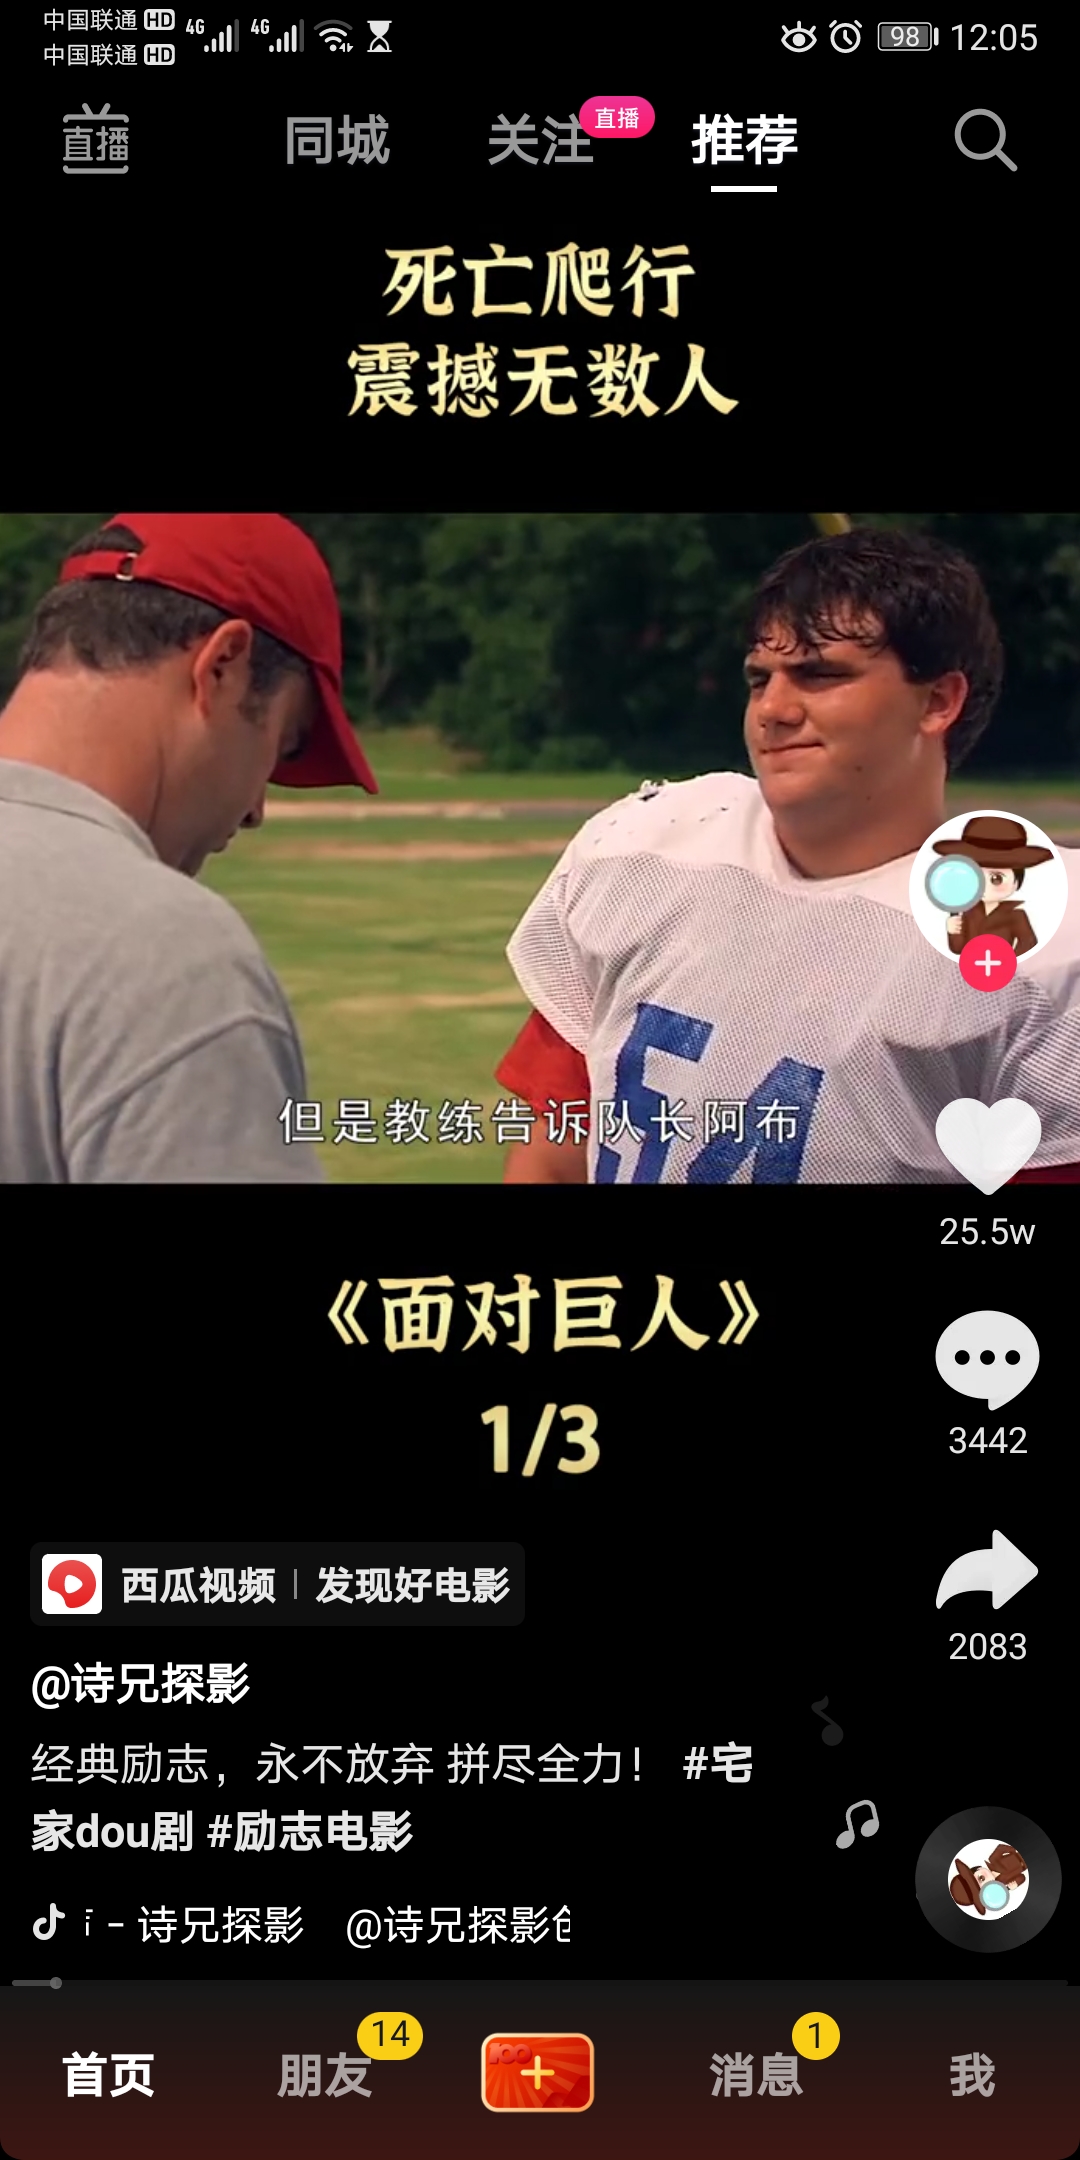 中国联通 HD 4G 4G 98 12:05
中国联通 HD
直播 同城 关注 直播 推荐
死亡爬行
震撼无数人
54
但是教练告诉队长阿布
25.5w
《面对巨人》
1/3
3442
西瓜视频 | 发现好电影
2083
@诗兄探影
经典励志，永不放弃 拼尽全力！ #宅
家dou剧 #励志电影
- 诗兄探影 @诗兄探影
首页 朋友 14 100 消息 1 我